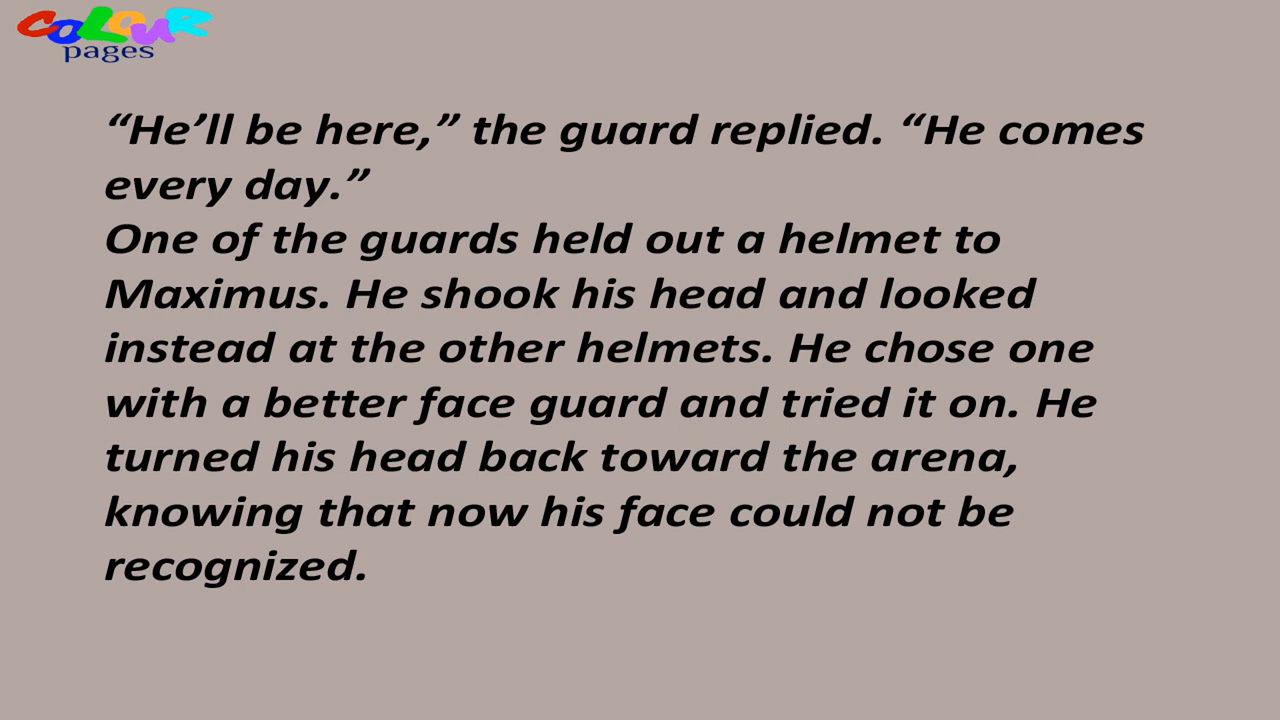 COLOUR
pages
“He’ll be here,” the guard replied. “He comes
every day.”
One of the guards held out a helmet to
Maximus. He shook his head and looked
instead at the other helmets. He chose one
with a better face guard and tried it on. He
turned his head back toward the arena,
knowing that now his face could not be
recognized.